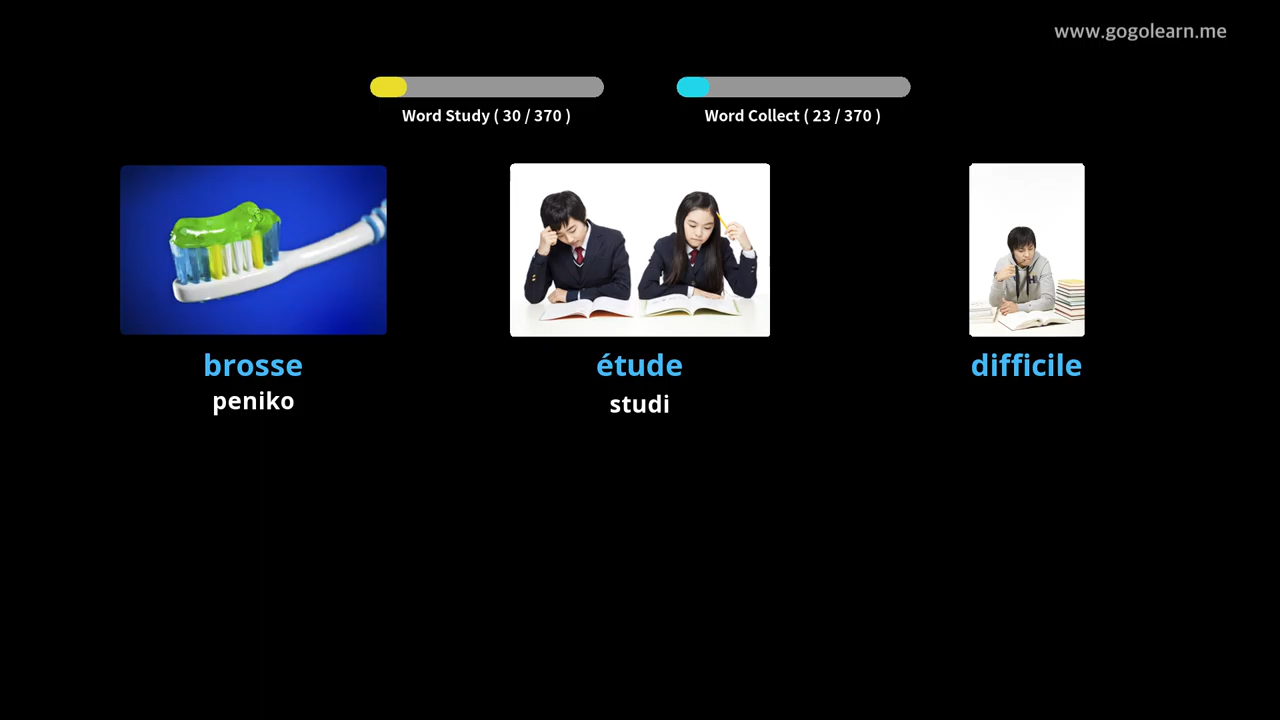 www.gogolearn.me
Word Study ( 30 / 370 )
Word Collect ( 23 / 370 )
brosse
peniko
étude
studi
difficile